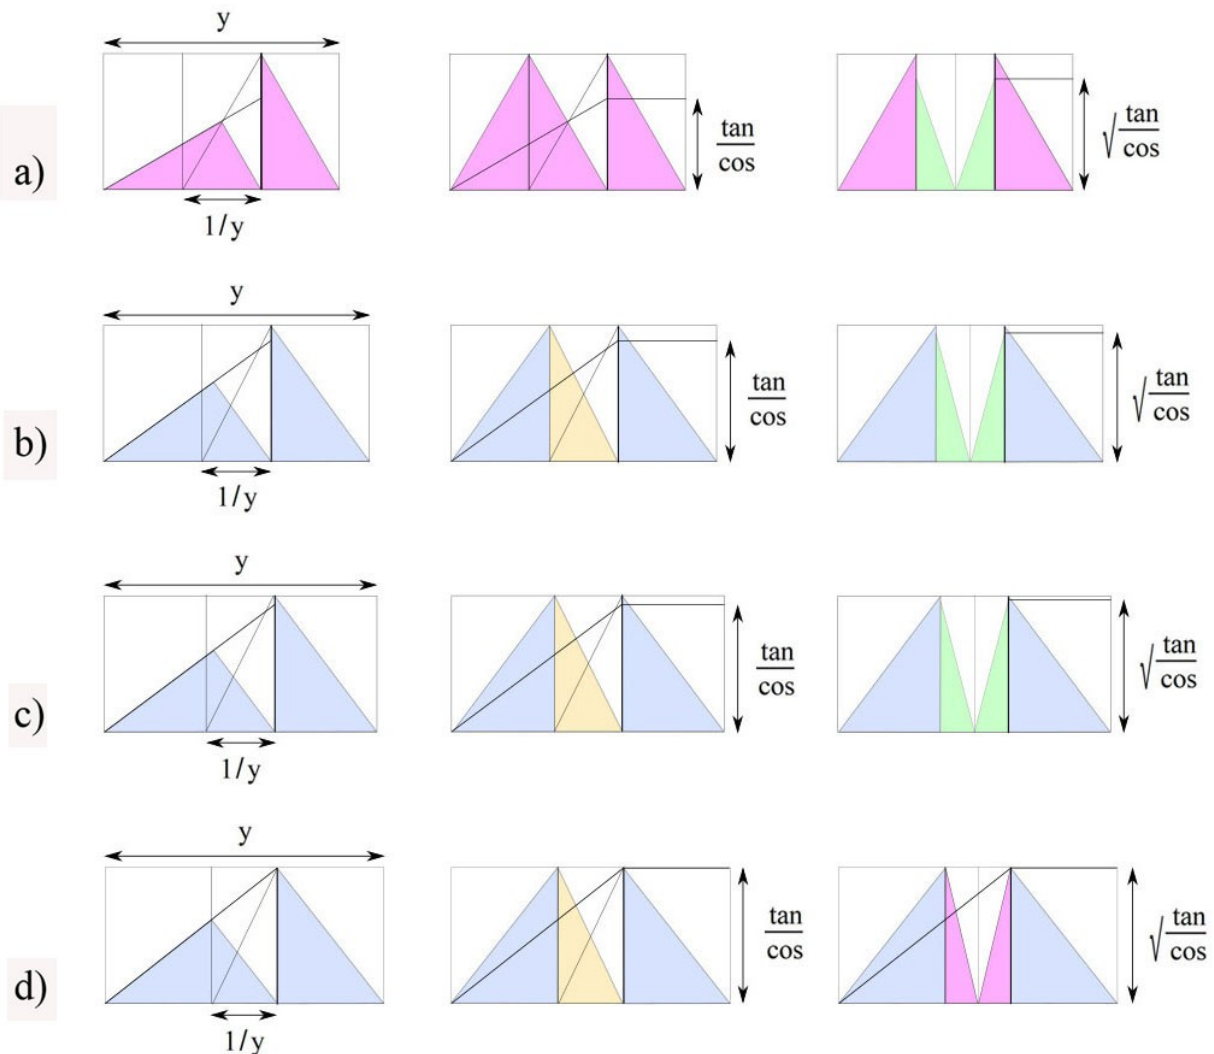 y
a)
1/y
tan
cos
√tan
cos
y
b)
1/y
tan
cos
√tan
cos
y
c)
1/y
tan
cos
√tan
cos
y
d)
1/y
tan
cos
√tan
cos